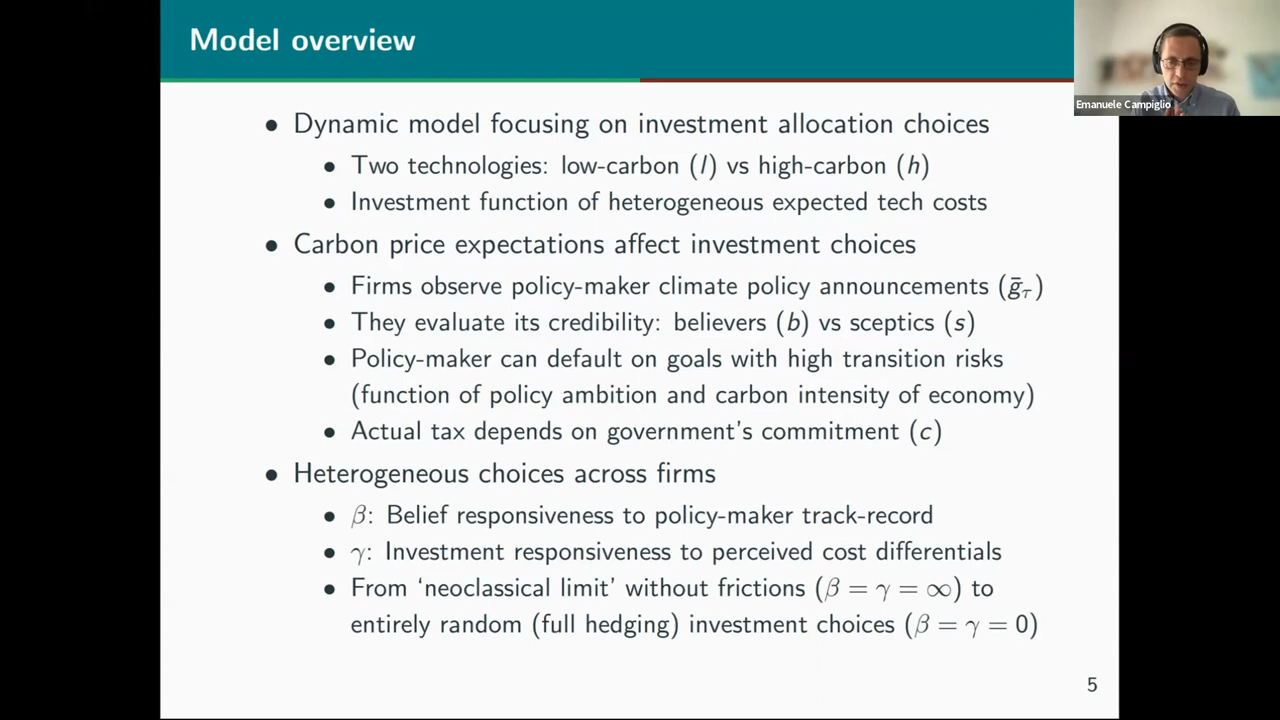 Model overview
Emanuele Campiglio
• Dynamic model focusing on investment allocation choices
• Two technologies: low-carbon (l) vs high-carbon (h)
• Investment function of heterogeneous expected tech costs
• Carbon price expectations affect investment choices
• Firms observe policy-maker climate policy announcements (ḡτ)
• They evaluate its credibility: believers (b) vs sceptics (s)
• Policy-maker can default on goals with high transition risks
(function of policy ambition and carbon intensity of economy)
• Actual tax depends on government's commitment (c)
• Heterogeneous choices across firms
• β: Belief responsiveness to policy-maker track-record
• γ: Investment responsiveness to perceived cost differentials
• From ‘neoclassical limit’ without frictions (β = γ = ∞) to
entirely random (full hedging) investment choices (β = γ = 0)
5